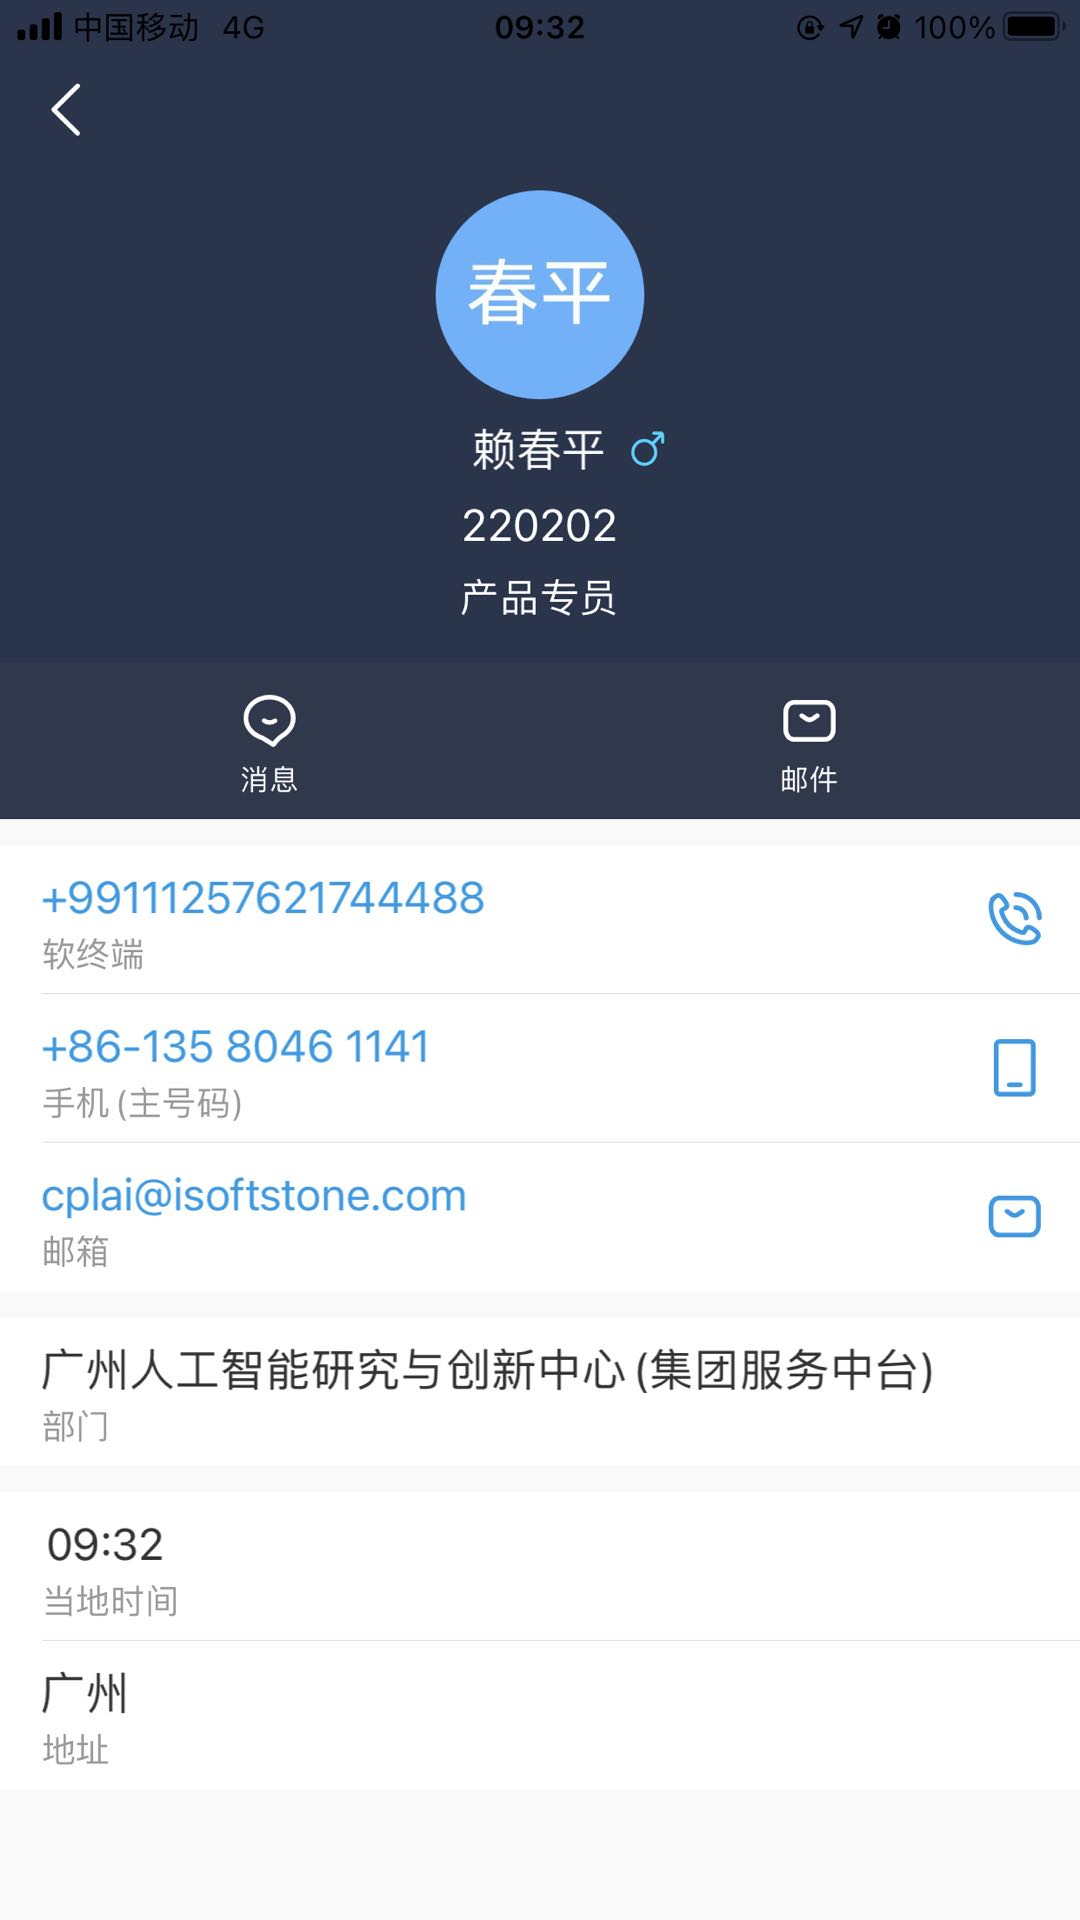 中国移动 4G 09:32 100%
春平
赖春平
220202
产品专员
消息 邮件
+991112576217​44488
软终端
+86-135 8046 1141
手机 (主号码)
cplai@isoftstone.com
邮箱
广州人工智能研究与创新中心 (集团服务中台)
部门
09:32
当地时间
广州
地址